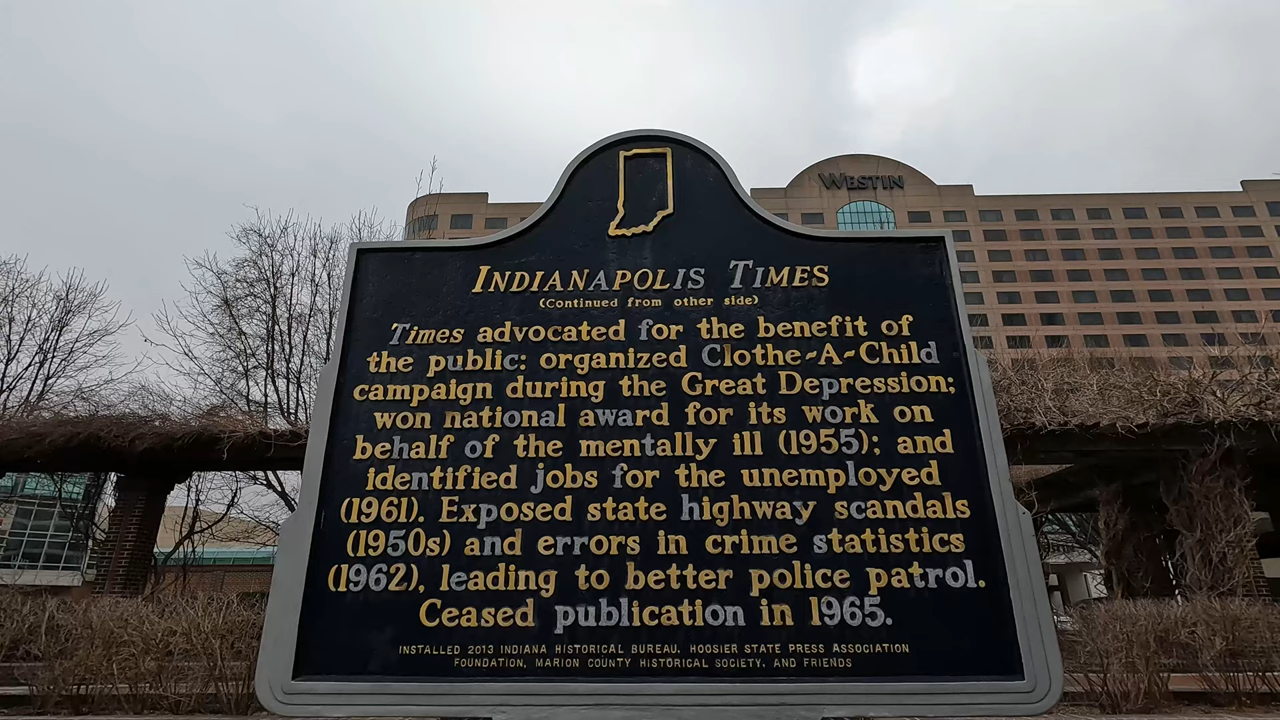 WESTIN
INDIANAPOLIS TIMES
(Continued from other side)
Times advocated for the benefit of
the public: organized Clothe-A-Child
campaign during the Great Depression;
won national award for its work on
behalf of the mentally ill (1955); and
identified jobs for the unemployed
(1961). Exposed state highway scandals
(1950s) and errors in crime statistics
(1962), leading to better police patrol.
Ceased publication in 1965.
INSTALLED 2013 INDIANA HISTORICAL BUREAU, HOOSIER STATE PRESS ASSOCIATION
FOUNDATION, MARION COUNTY HISTORICAL SOCIETY, AND FRIENDS